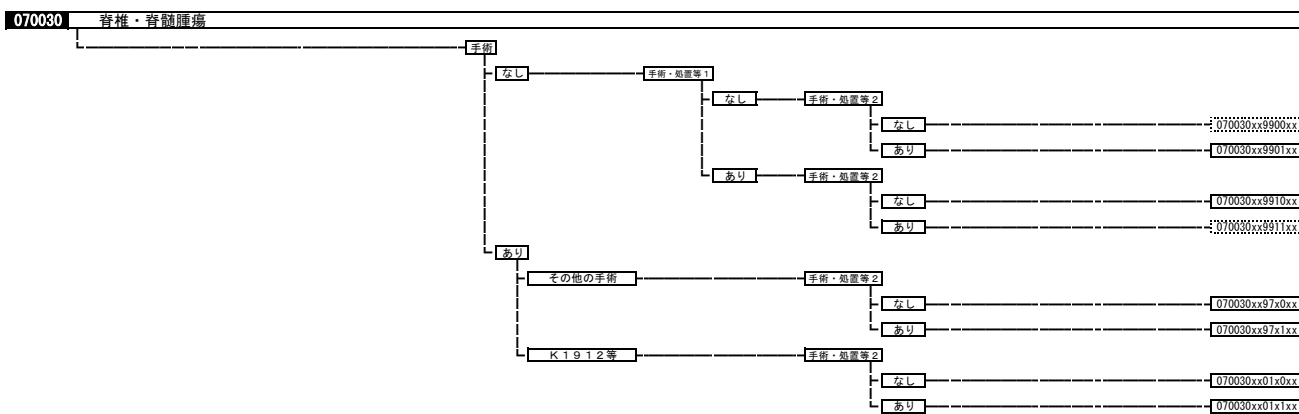 070030 脊椎・脊髄腫瘍
手術
なし 手術・処置等1
なし 手術・処置等2
なし 070030xx9900xx
あり 070030xx9901xx
あり 手術・処置等2
なし 070030xx9910xx
あり 070030xx9911xx
あり
その他の手術 手術・処置等2
なし 070030xx97x0xx
あり 070030xx97x1xx
K1912等 手術・処置等2
なし 070030xx01x0xx
あり 070030xx01x1xx